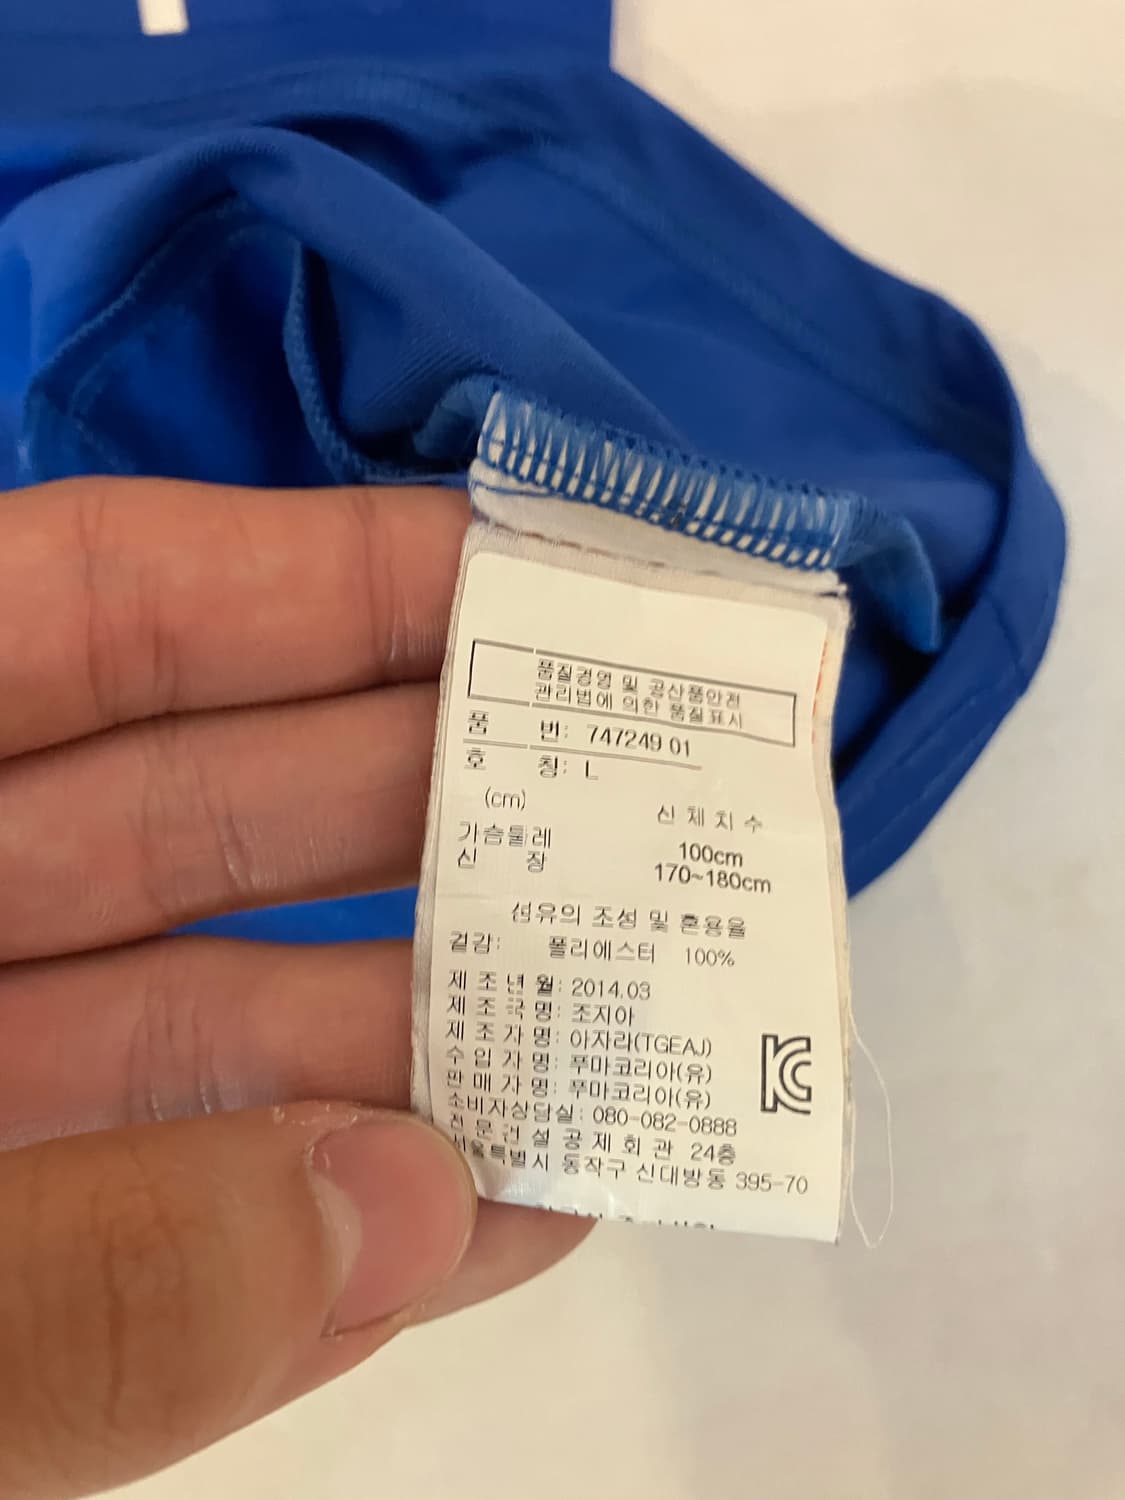 품질경영 및 공산품안전
관리법에 의한 품질표시
품 번: 747249 01
호 칭: L
(cm) 신 체 치 수
가슴둘레 100cm
신 장 170~180cm
섬유의 조성 및 혼용율
겉감: 폴리에스터 100%
제 조 년 월: 2014.03
제 조 국 명: 조지아
제 조 자 명: 아자라(TGEAJ)
수 입 자 명: 푸마코리아(유)
판 매 자 명: 푸마코리아(유)
소비자상담실: 080-082-0888
전 문 건 설 공 제 회 관 24층
서울특별시 동작구 신대방동 395-70